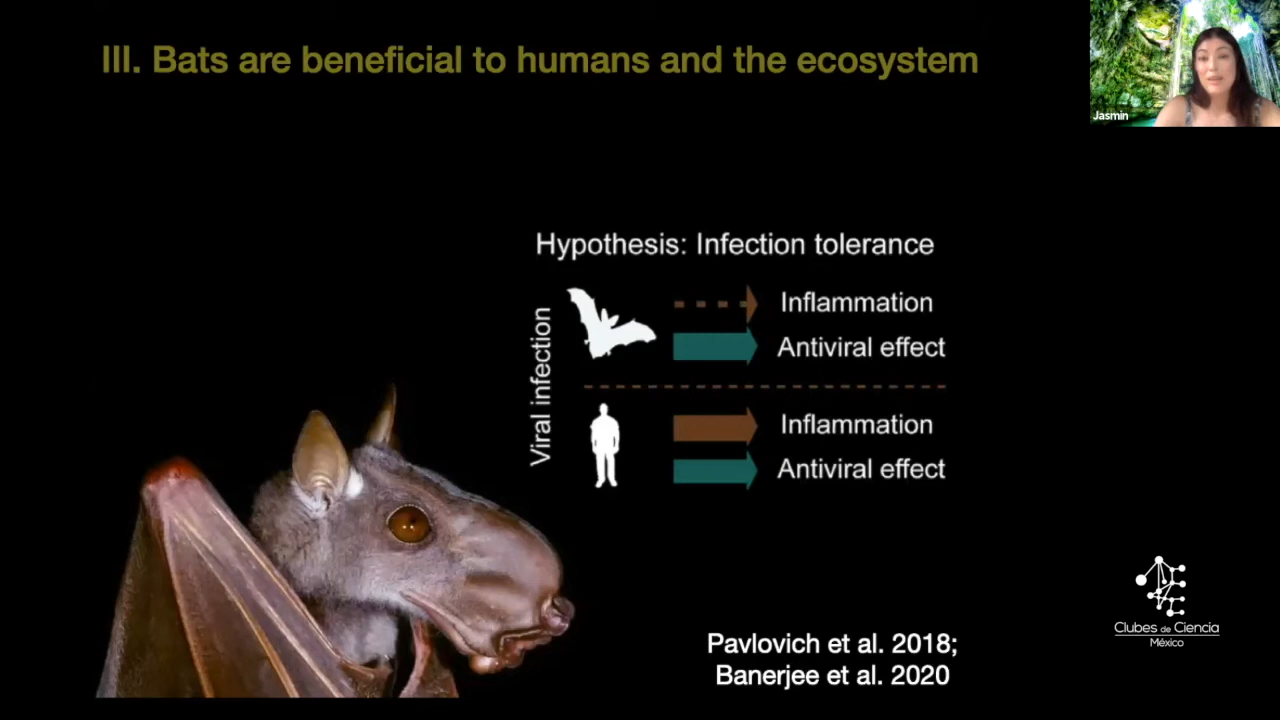 III. Bats are beneficial to humans and the ecosystem
Jasmin
Hypothesis: Infection tolerance
Viral infection
Inflammation
Antiviral effect
Inflammation
Antiviral effect
Pavlovich et al. 2018;
Banerjee et al. 2020
Clubes de Ciencia
México